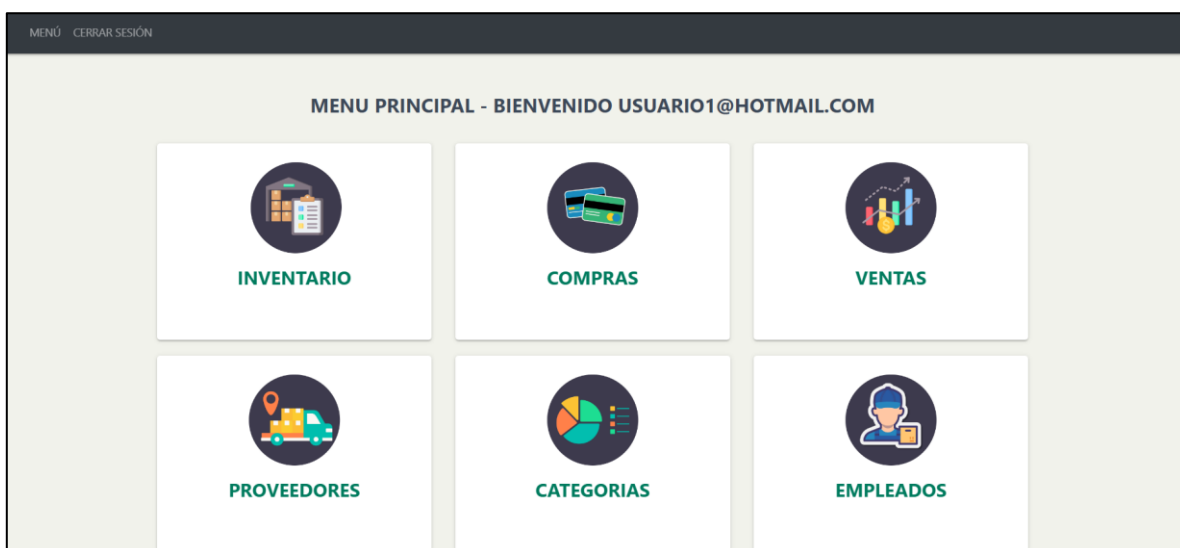 MENÚ CERRAR SESIÓN
MENU PRINCIPAL - BIENVENIDO USUARIO1@HOTMAIL.COM
INVENTARIO COMPRAS VENTAS
PROVEEDORES CATEGORIAS EMPLEADOS